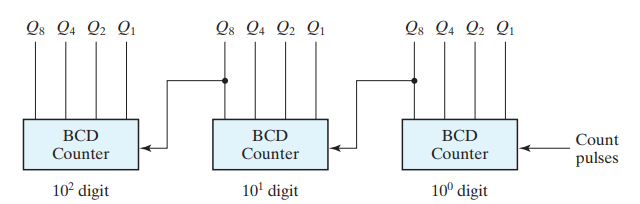 Q8 Q4 Q2 Q1 Q8 Q4 Q2 Q1 Q8 Q4 Q2 Q1
BCD
Counter
BCD
Counter
BCD
Counter
Count
pulses
10² digit 10¹ digit 10⁰ digit